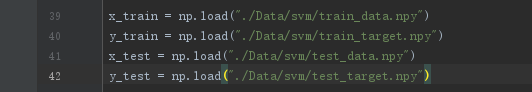 39 x_train = np.load("./Data/svm/train_data.npy")
40 y_train = np.load("./Data/svm/train_target.npy")
41 x_test = np.load("./Data/svm/test_data.npy")
42 y_test = np.load("./Data/svm/test_target.npy")